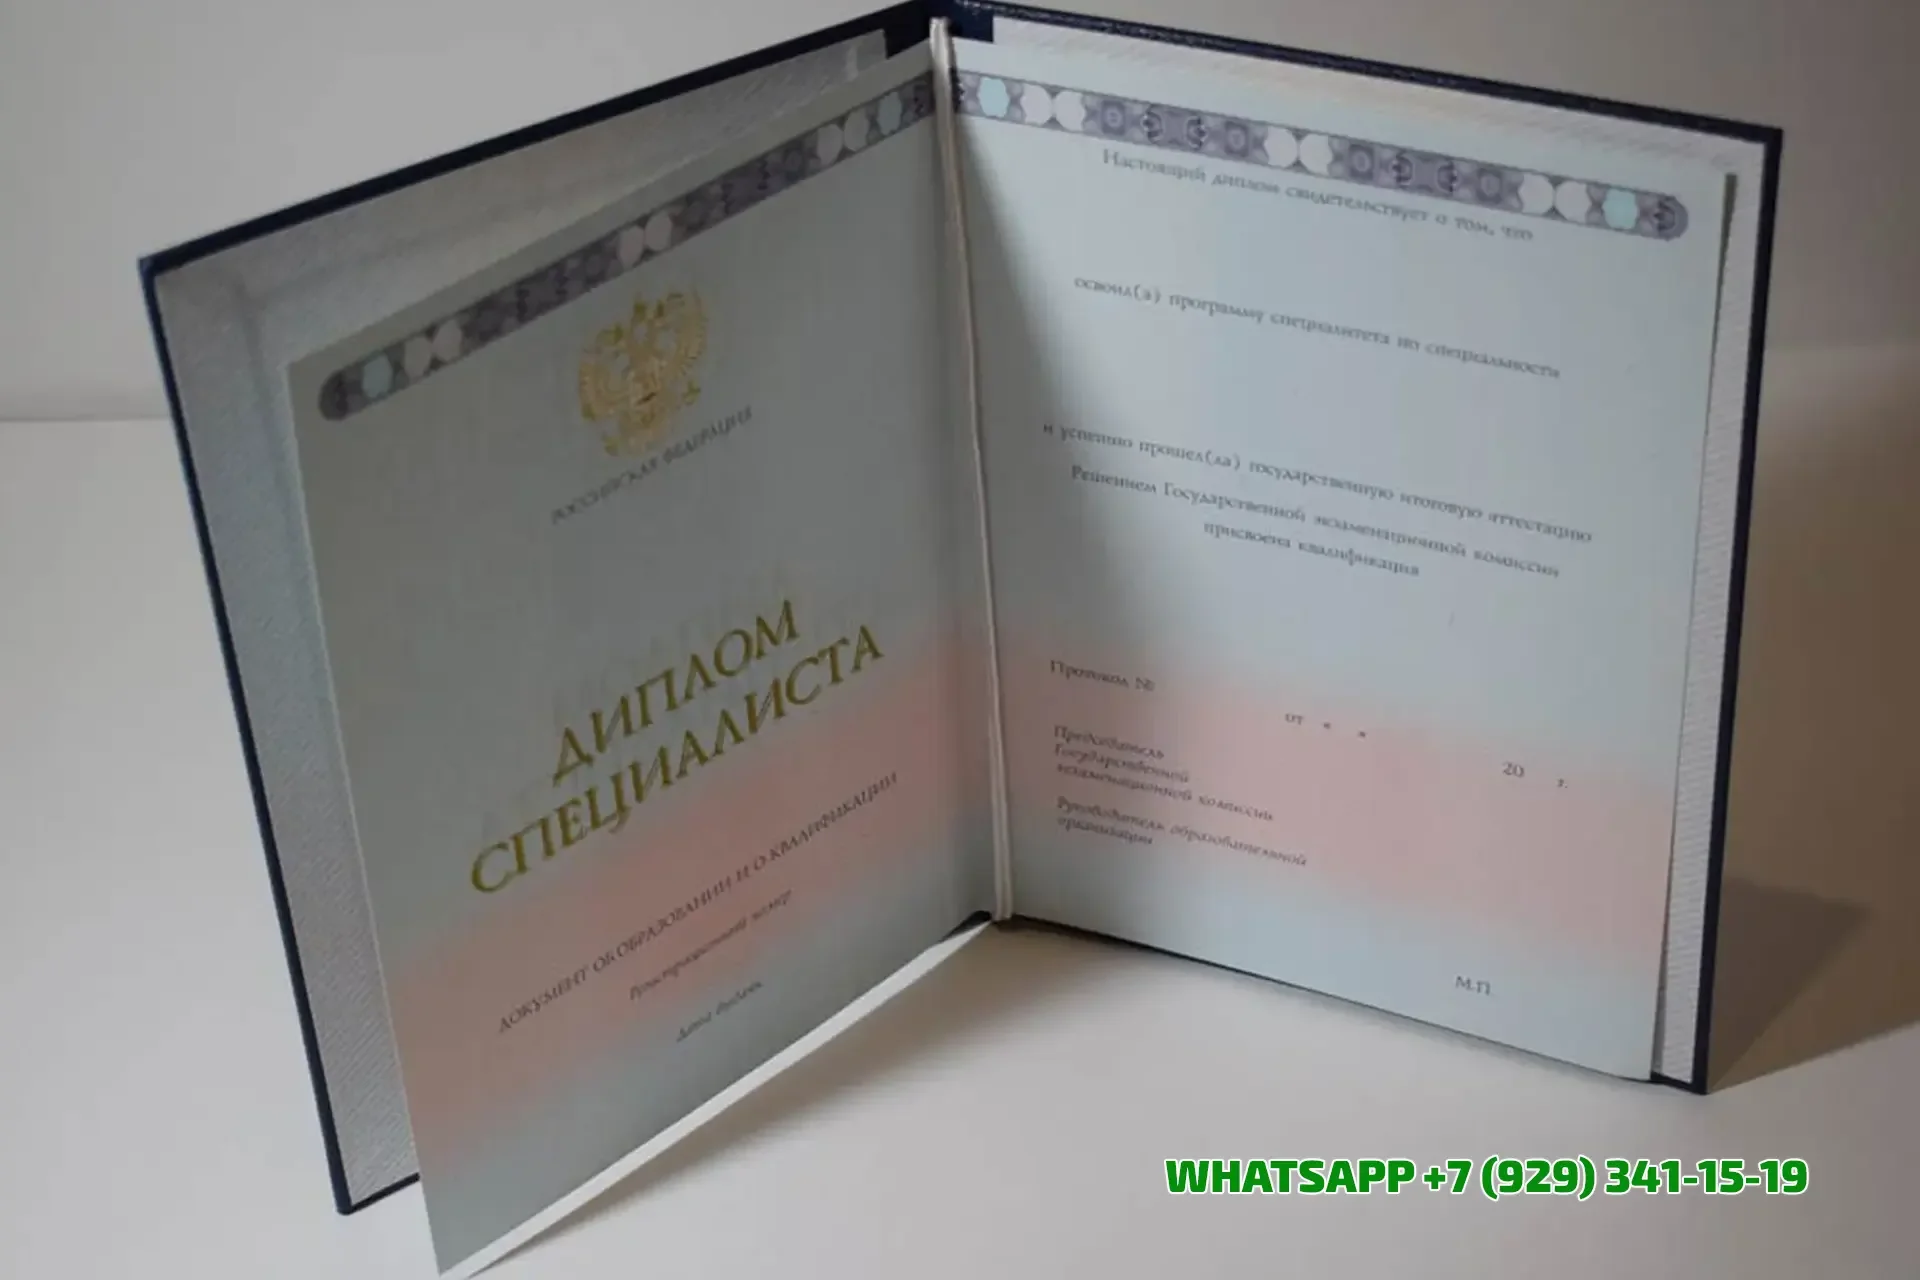 РОССИЙСКАЯ ФЕДЕРАЦИЯ
ДИПЛОМ
СПЕЦИАЛИСТА
ДОКУМЕНТ ОБ ОБРАЗОВАНИИ И О КВАЛИФИКАЦИИ
Регистрационный номер
Дата выдачи
Настоящий диплом свидетельствует о том, что
освоил(а) программу специалитета по специальности
и успешно прошел(ла) государственную итоговую аттестацию
Решением Государственной экзаменационной комиссии
присвоена квалификация
Протокол №
от « »
20 г.
Председатель
Государственной
экзаменационной комиссии
Руководитель образовательной
организации
М.П.
WHATSAPP +7 (929) 341-15-19